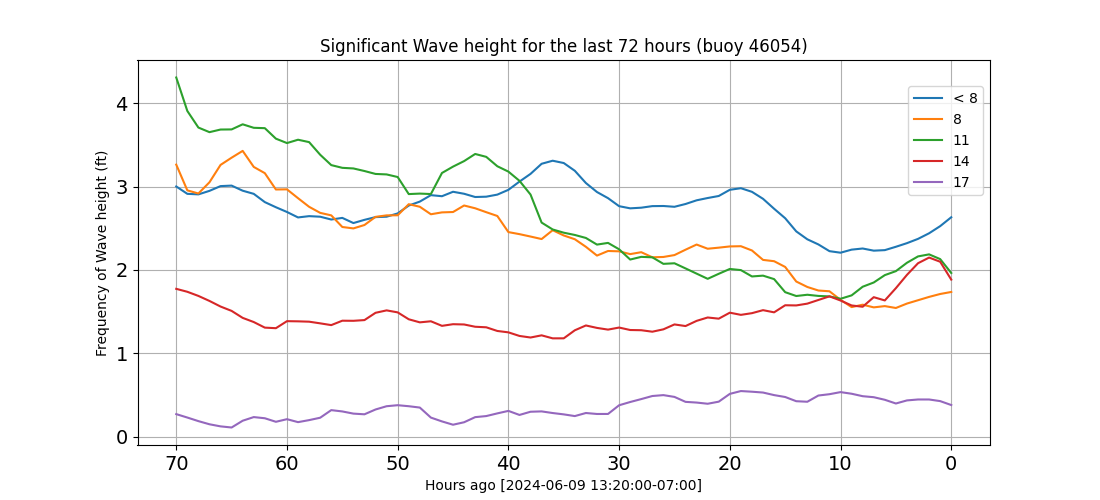 Significant Wave height for the last 72 hours (buoy 46054)
Frequency of Wave height (ft)
4
3
2
1
0
< 8
8
11
14
17
70 60 50 40 30 20 10 0
Hours ago [2024-06-09 13:20:00-07:00]